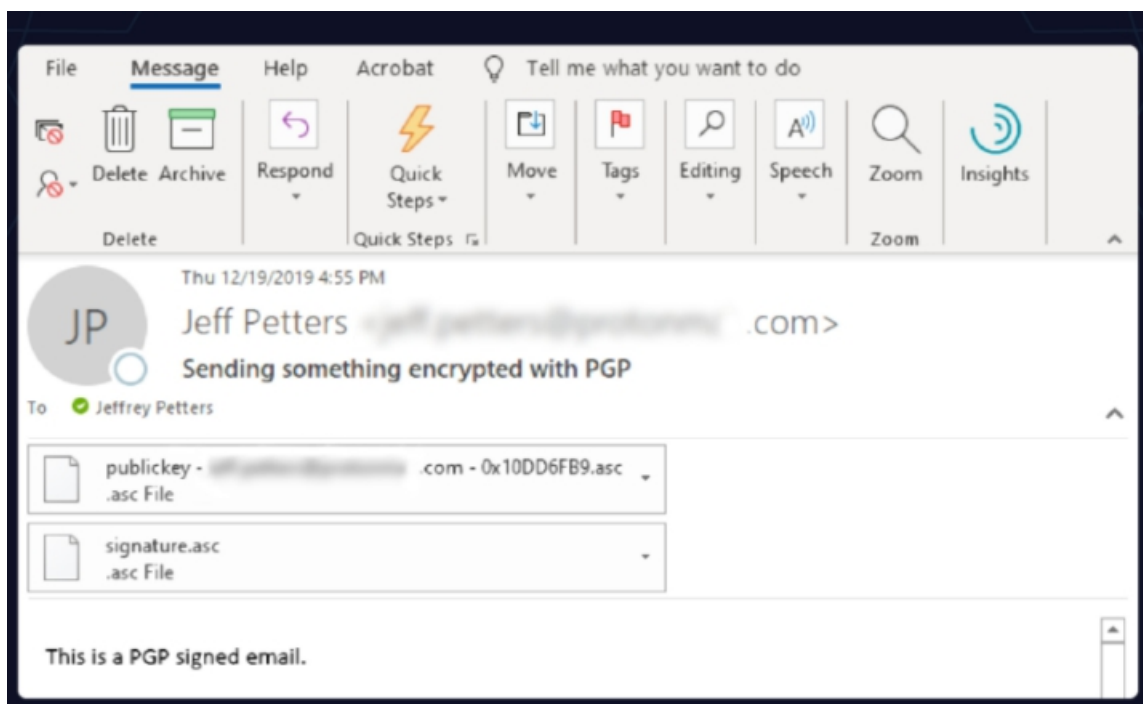 File Message Help Acrobat Tell me what you want to do
Delete Archive Respond Quick Steps Move Tags Editing Speech Zoom Insights
Delete Quick Steps Zoom
Thu 12/19/2019 4:55 PM
JP
Jeff Petters .com>
Sending something encrypted with PGP
To Jeffrey Petters
publickey - .com - 0x10DD6FB9.asc
.asc File
signature.asc
.asc File
This is a PGP signed email.